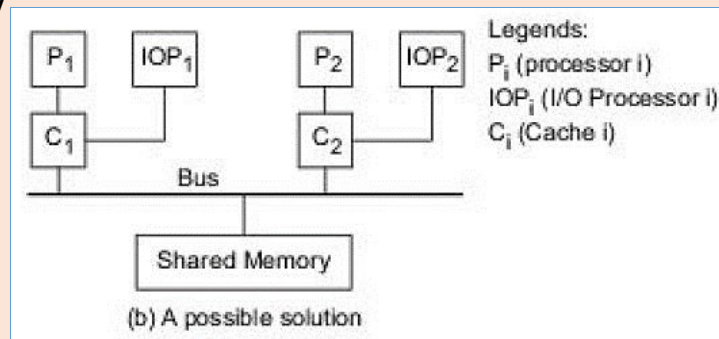 P1 IOP1 P2 IOP2
C1 C2
Bus
Shared Memory
(b) A possible solution
Legends:
Pi (processor i)
IOPi (I/O Processor i)
Ci (Cache i)